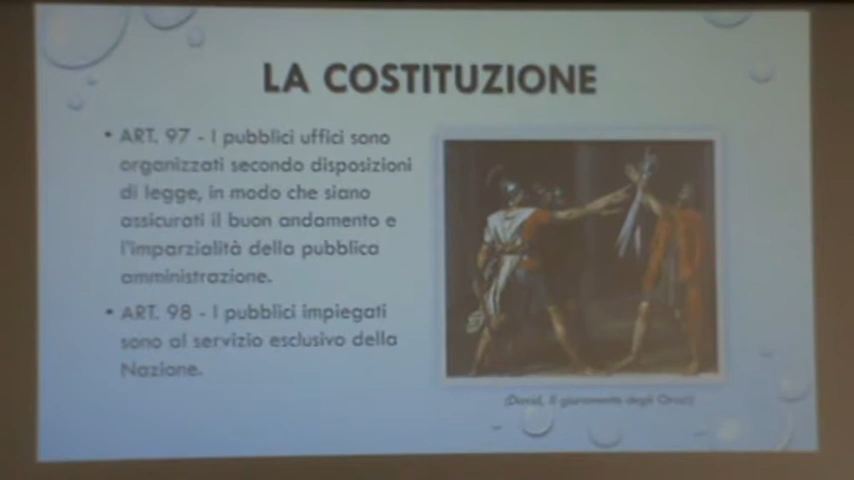 LA COSTITUZIONE
• ART. 97 - I pubblici uffici sono
organizzati secondo disposizioni
di legge, in modo che siano
assicurati il buon andamento e
l'imparzialità della pubblica
amministrazione.
• ART. 98 - I pubblici impiegati
sono al servizio esclusivo della
Nazione.
(David, Il giuramento degli Orazi)